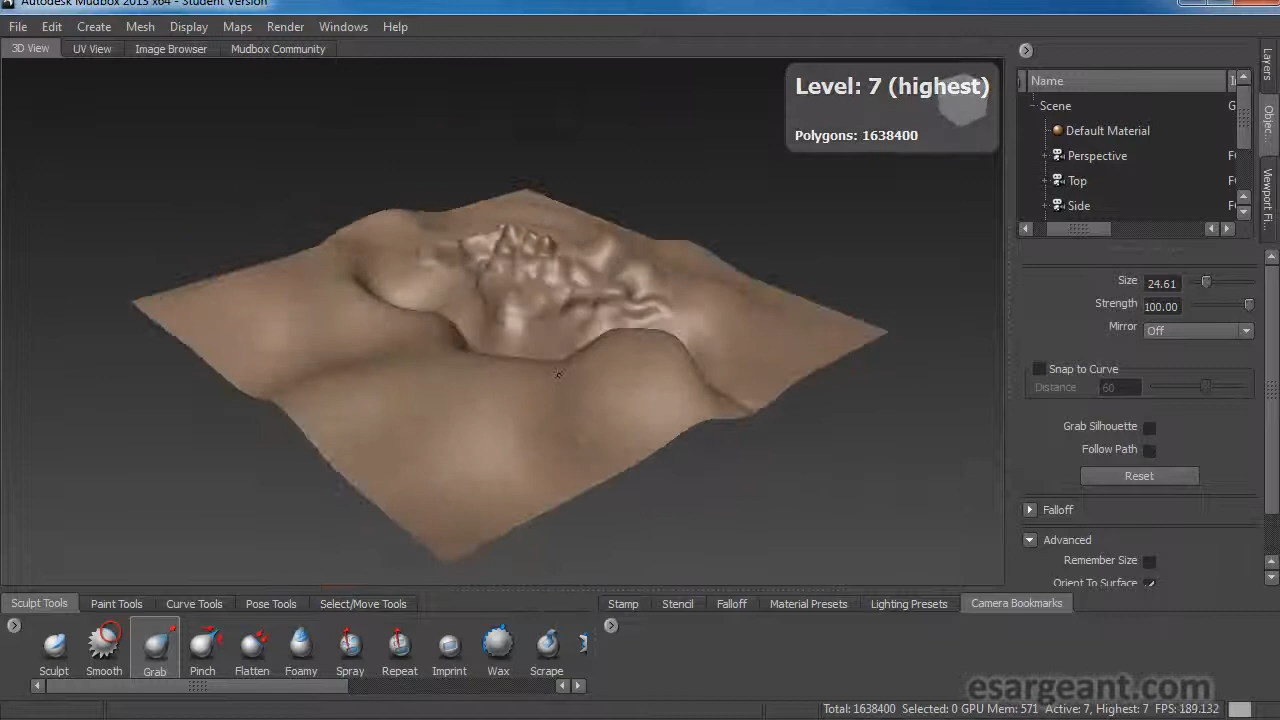 Autodesk Mudbox 2013 x64 - Student Version
File Edit Create Mesh Display Maps Render Windows Help
3D View UV View Image Browser Mudbox Community
Level: 7 (highest)
Polygons: 1638400
Name
Scene
Default Material
Perspective
Top
Side
Layers
Objec...
Viewport Fi...
Size 24.61
Strength 100.00
Mirror Off
Snap to Curve
Distance 60
Grab Silhouette
Follow Path
Reset
Falloff
Advanced
Remember Size
Orient To Surface
Sculpt Tools Paint Tools Curve Tools Pose Tools Select/Move Tools
Stamp Stencil Falloff Material Presets Lighting Presets Camera Bookmarks
Sculpt Smooth Grab Pinch Flatten Foamy Spray Repeat Imprint Wax Scrape
esargeant.com
Total: 1638400 Selected: 0 GPU Mem: 571 Active: 7, Highest: 7 FPS: 189.132